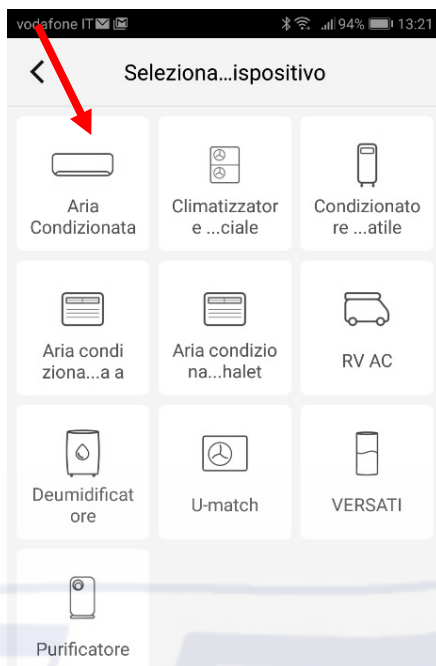 vodafone IT 94% 13:21
Seleziona...ispositivo
Aria
Condizionata
Climatizzator
e ...ciale
Condizionato
re ...atile
Aria condi
ziona...a a
Aria condizio
na...halet
RV AC
Deumidificat
ore
U-match
VERSATI
Purificatore